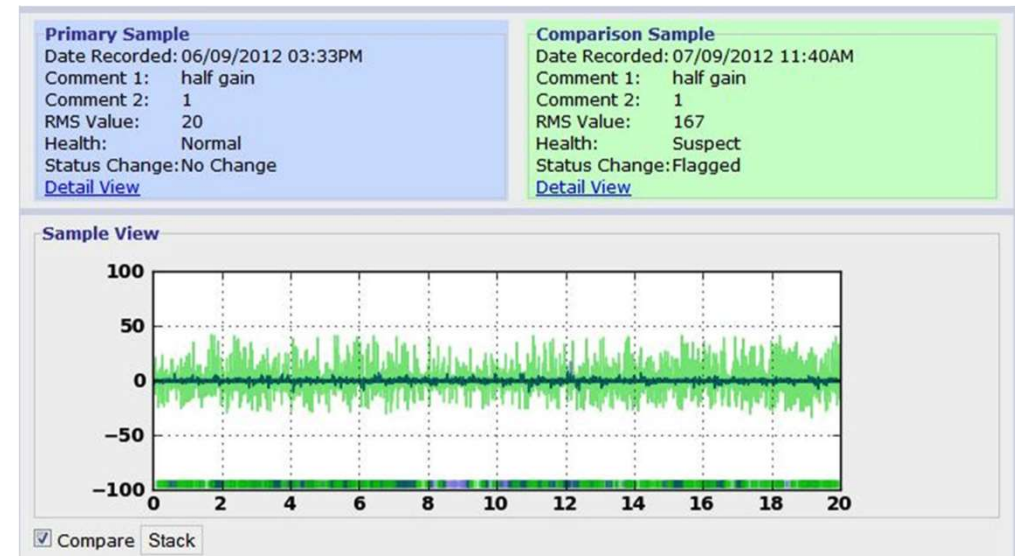 Primary Sample
Date Recorded: 06/09/2012 03:33PM
Comment 1: half gain
Comment 2: 1
RMS Value: 20
Health: Normal
Status Change: No Change
Detail View
Comparison Sample
Date Recorded: 07/09/2012 11:40AM
Comment 1: half gain
Comment 2: 1
RMS Value: 167
Health: Suspect
Status Change: Flagged
Detail View
Sample View
100
50
0
−50
−100
0 2 4 6 8 10 12 14 16 18 20
Compare Stack